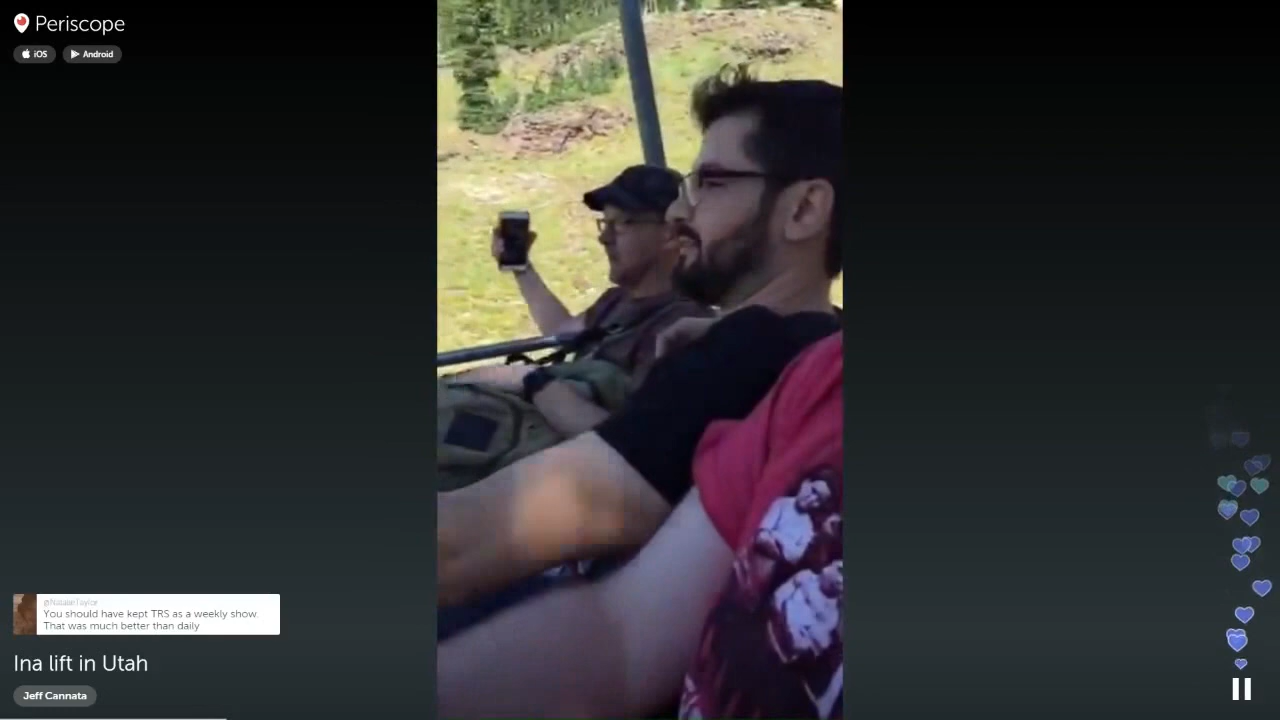 Periscope
iOS
Android
@NatalieTaylor
You should have kept TRS as a weekly show.
That was much better than daily
Ina lift in Utah
Jeff Cannata